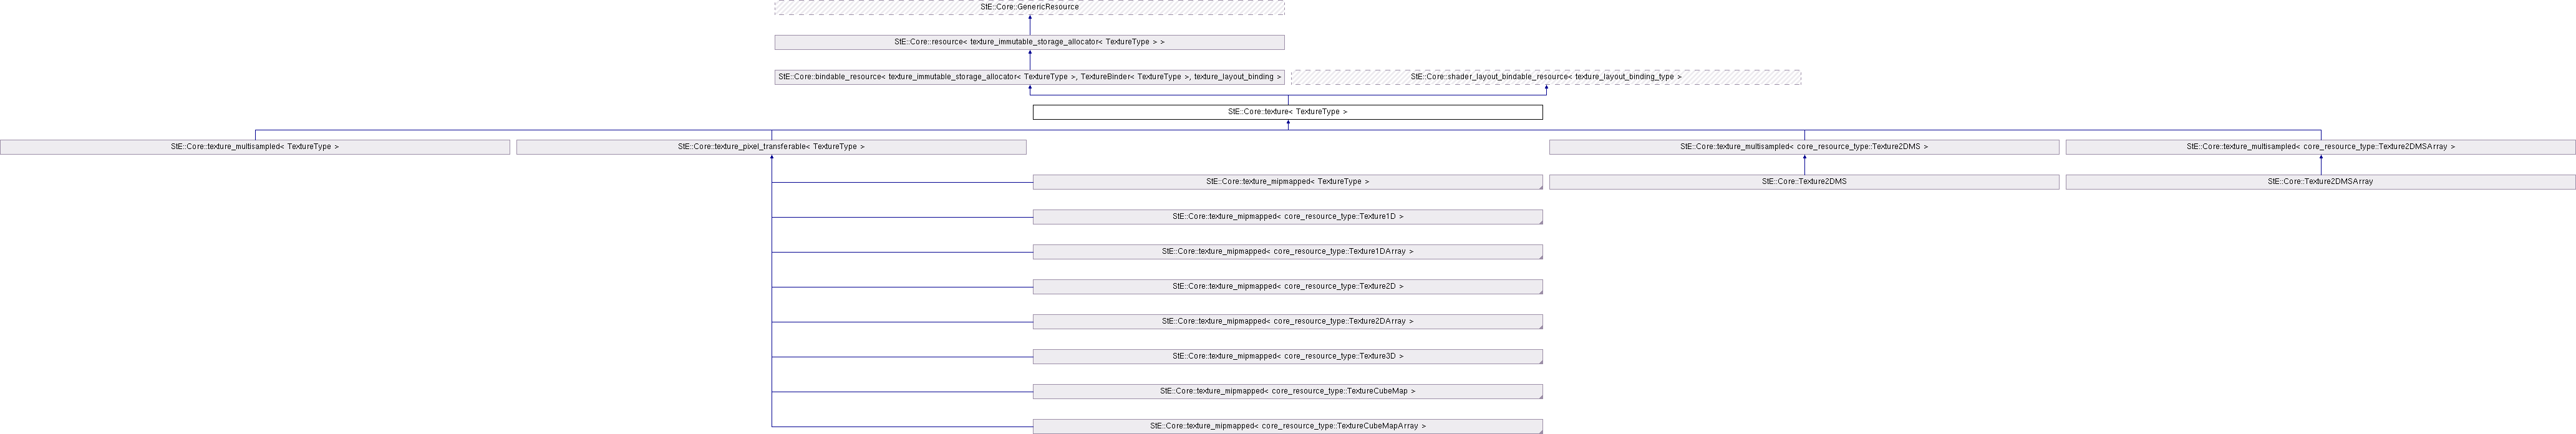 StE::Core::GenericResource
StE::Core::resource< texture_immutable_storage_allocator< TextureType > >
StE::Core::bindable_resource< texture_immutable_storage_allocator< TextureType >, TextureBinder< TextureType >, texture_layout_binding >
StE::Core::shader_layout_bindable_resource< texture_layout_binding_type >
StE::Core::texture< TextureType >
StE::Core::texture_multisampled< TextureType >
StE::Core::texture_pixel_transferable< TextureType >
StE::Core::texture_multisampled< core_resource_type::Texture2DMS >
StE::Core::texture_multisampled< core_resource_type::Texture2DMSArray >
StE::Core::texture_mipmapped< TextureType >
StE::Core::Texture2DMS
StE::Core::Texture2DMSArray
StE::Core::texture_mipmapped< core_resource_type::Texture1D >
StE::Core::texture_mipmapped< core_resource_type::Texture1DArray >
StE::Core::texture_mipmapped< core_resource_type::Texture2D >
StE::Core::texture_mipmapped< core_resource_type::Texture2DArray >
StE::Core::texture_mipmapped< core_resource_type::Texture3D >
StE::Core::texture_mipmapped< core_resource_type::TextureCubeMap >
StE::Core::texture_mipmapped< core_resource_type::TextureCubeMapArray >